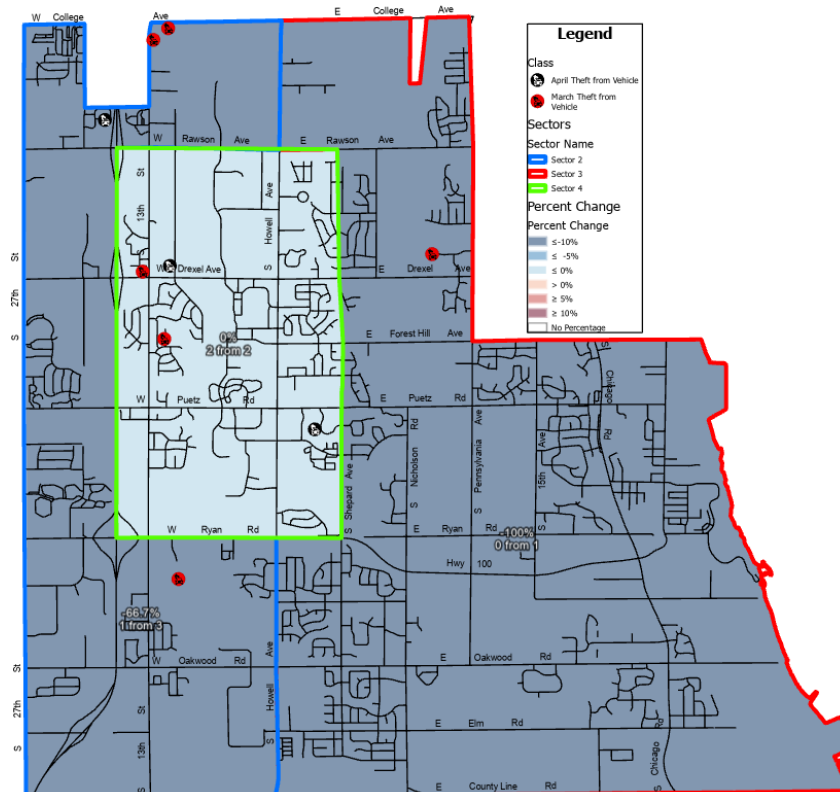 W College Ave E College Ave
Legend
Class
April Theft from Vehicle
March Theft from
Vehicle
Sectors
Sector Name
Sector 2
Sector 3
Sector 4
Percent Change
Percent Change
≤-10%
≤ -5%
≤ 0%
> 0%
≥ 5%
≥ 10%
No Percentage
W Rawson Ave E Rawson Ave
S 13th St
S Howell Ave
S 27th St
W Drexel Ave E Drexel Ave
E Forest Hill Ave
0%
2 from 2
W Puetz Rd E Puetz Rd
S Chicago Rd
S Shepard Ave
S Nicholson Rd
S Pennsylvania Ave
S 15th Ave
W Ryan Rd E Ryan Rd
-100%
0 from 1
Hwy 100
-66.7%
1 from 3
W Oakwood Rd E Oakwood Rd
S 27th St
S 13th St
S Howell Ave
E Elm Rd
S Chicago Rd
E County Line Rd